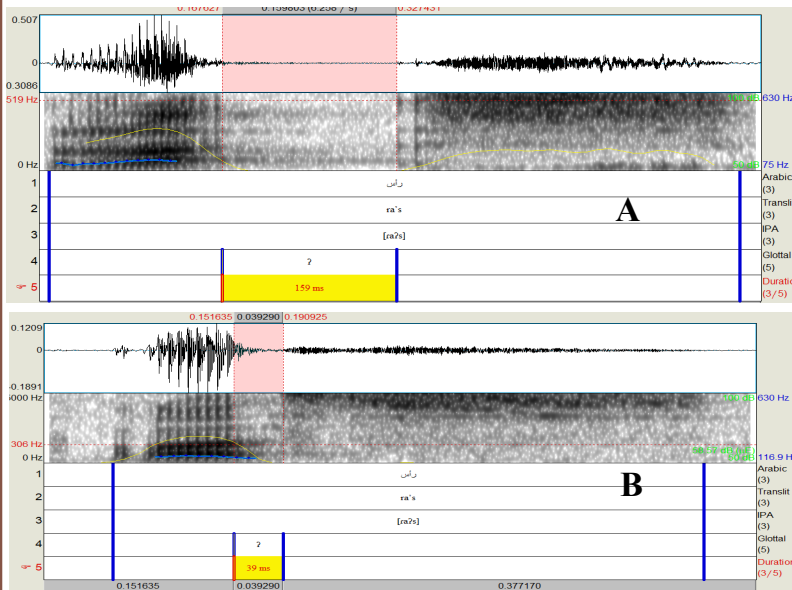 0.167627 0.159803 (6.258 / s) 0.327431
0.507
0
0.3086
519 Hz 630 Hz
0 Hz 75 Hz
1 رأس Arabic (3)
2 ra's Translit (3)
3 [raʔs] IPA (3)
A
4 ʔ Glottal (5)
5 159 ms Duratio (3/5)
0.151635 0.039290 0.190925
0.1209
0
-0.1891
5000 Hz 630 Hz
306 Hz
0 Hz 116.9 Hz
1 رأس Arabic (3)
2 ra's Translit (3)
B
3 [raʔs] IPA (3)
4 ʔ Glottal (5)
5 39 ms Duratio (3/5)
0.151635 0.039290 0.377170